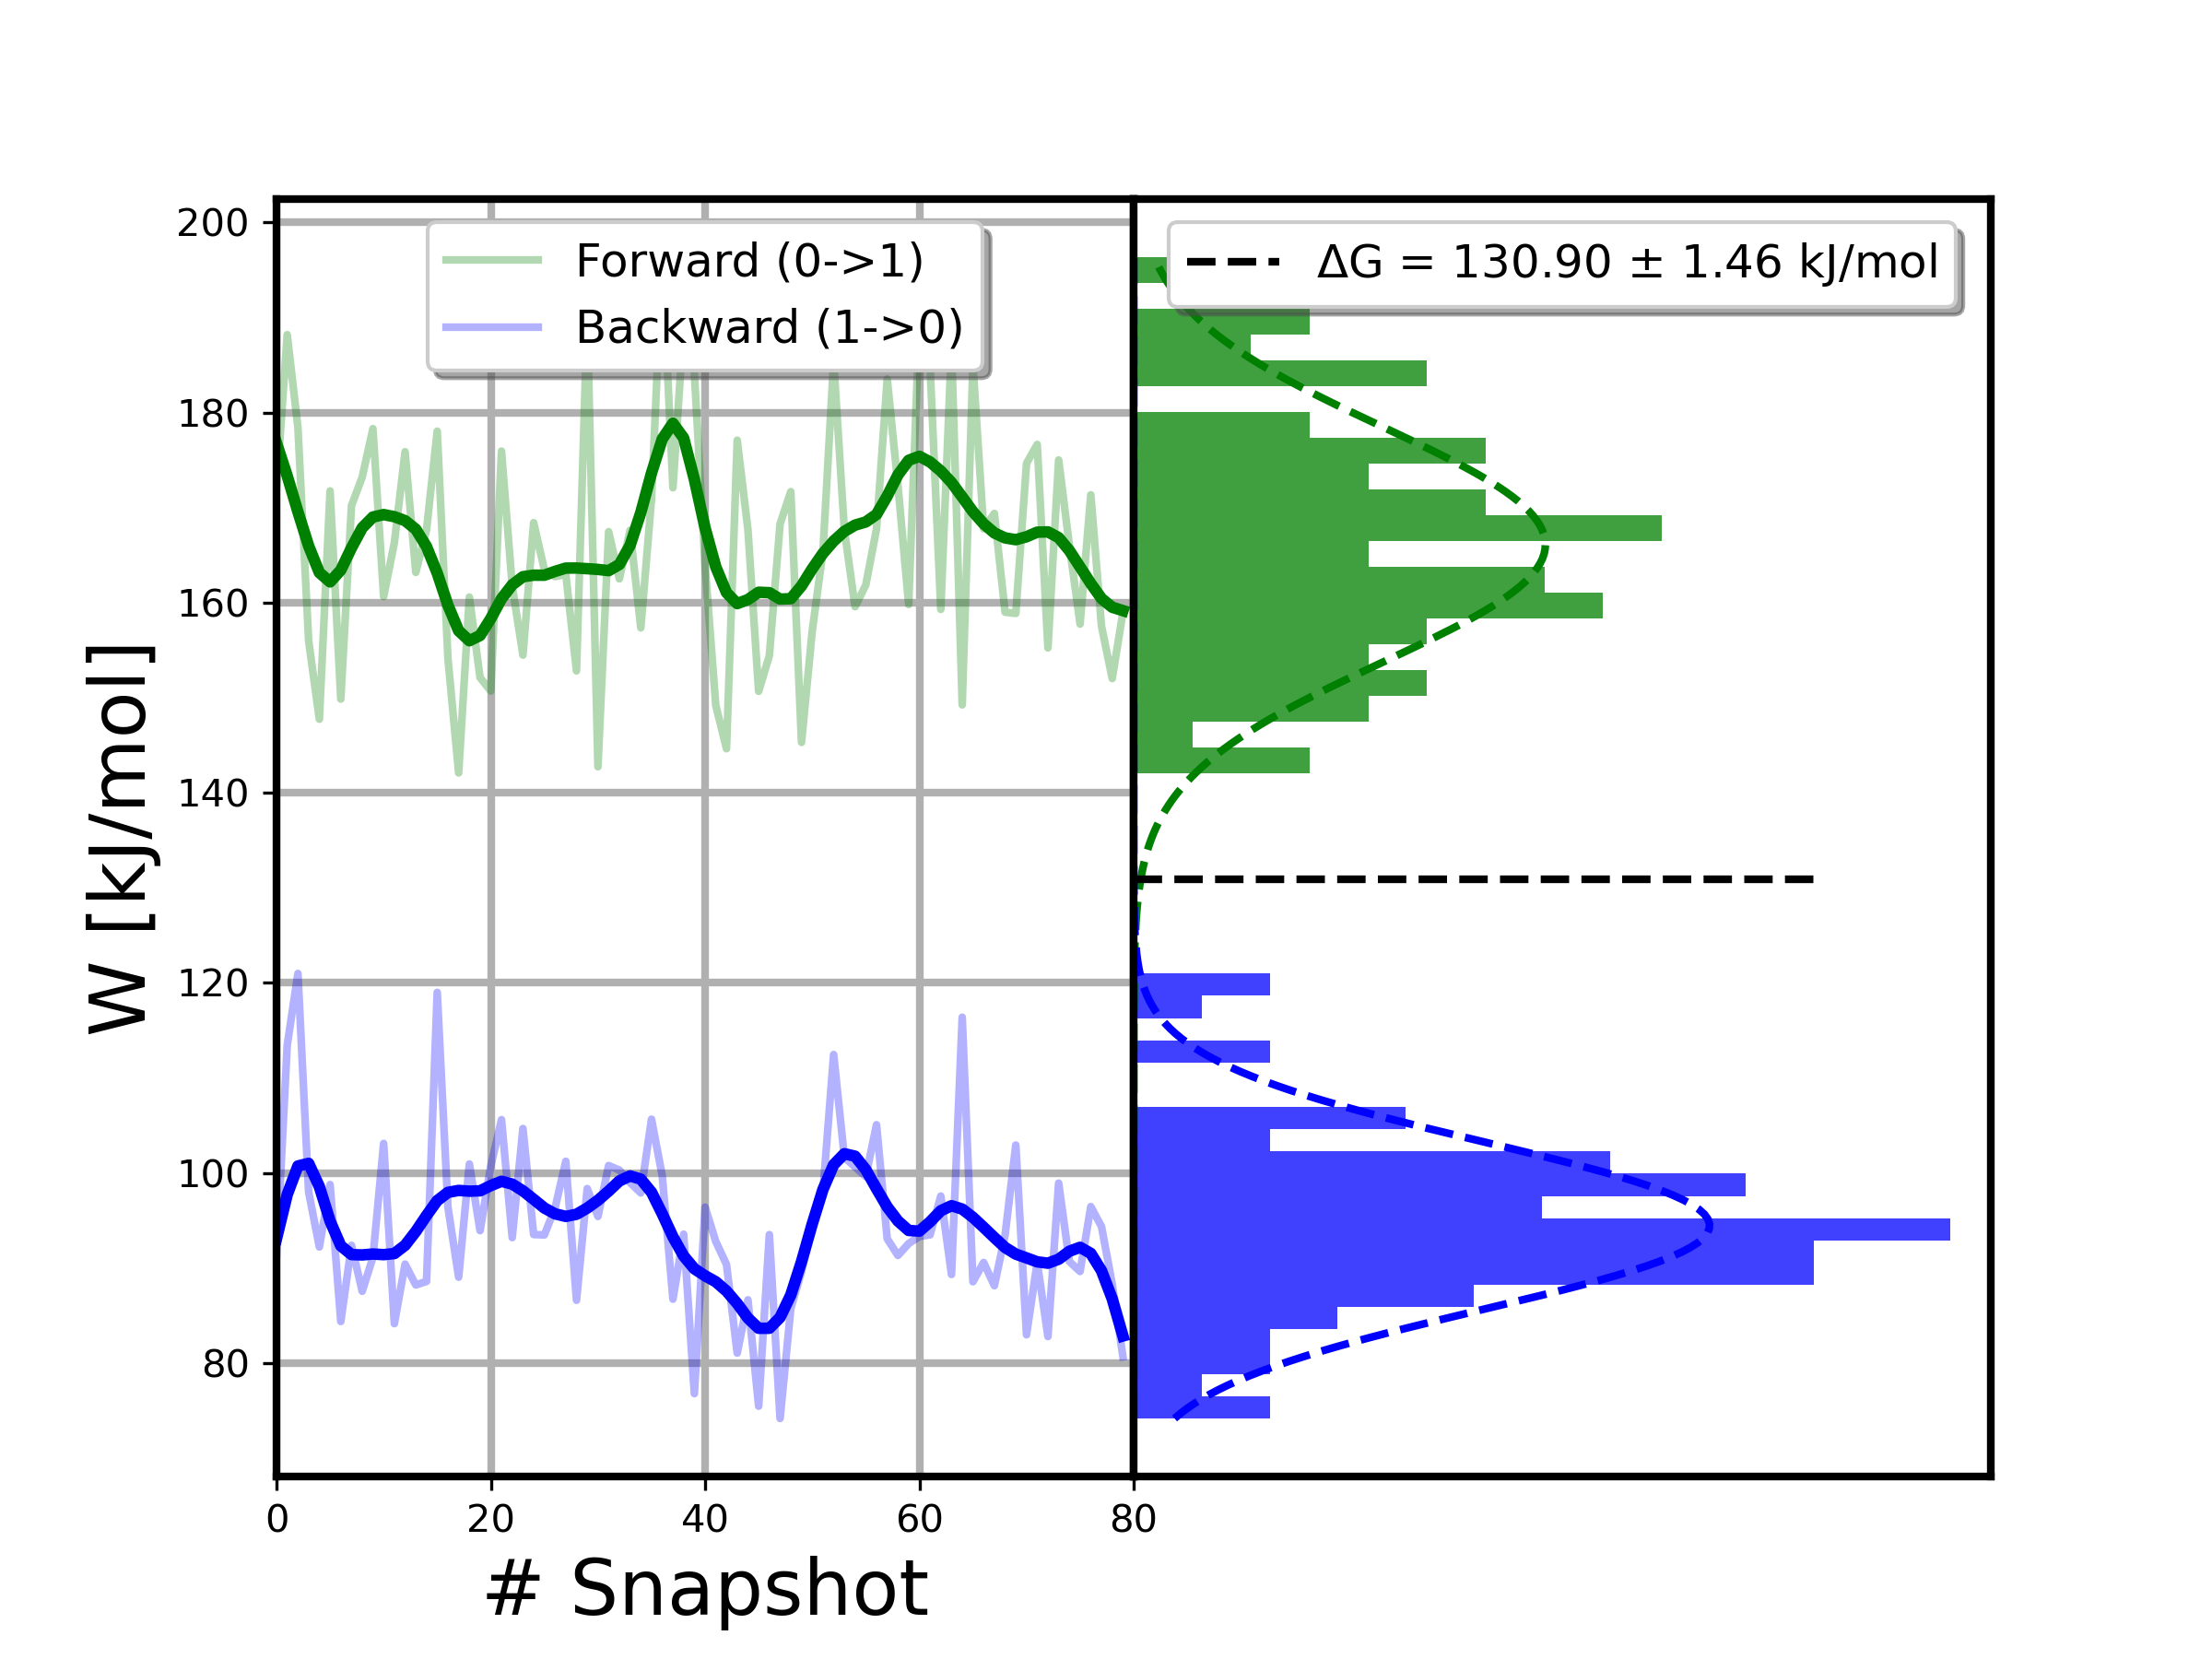 Forward (0->1)
Backward (1->0)
ΔG = 130.90 ± 1.46 kJ/mol
W [kJ/mol]
200
180
160
140
120
100
80
0 20 40 60 80
# Snapshot